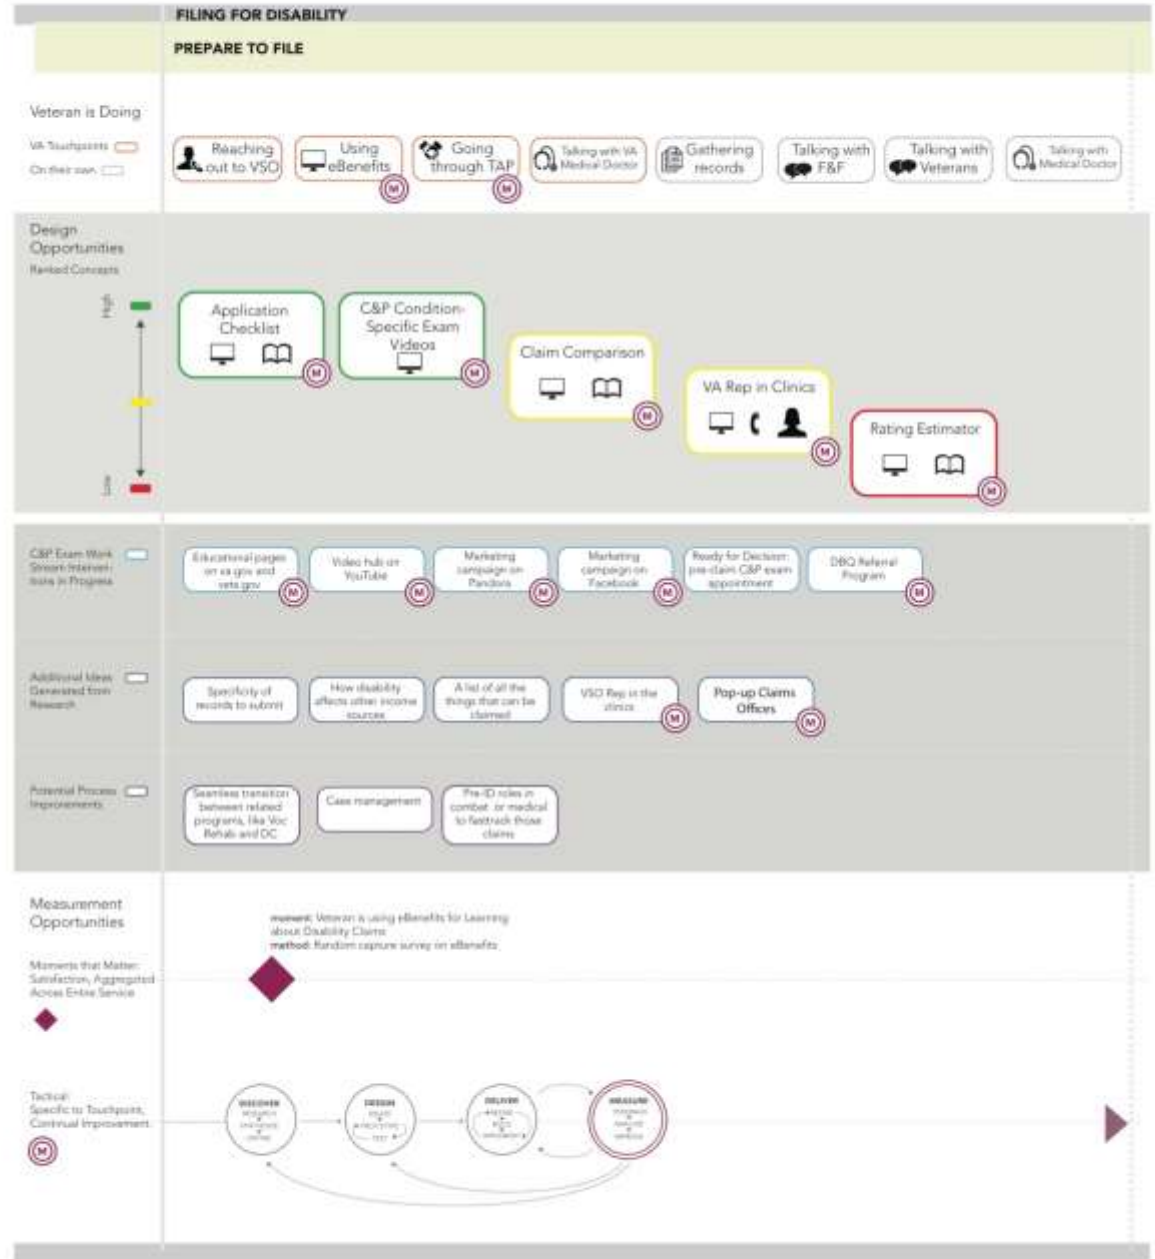 FILING FOR DISABILITY
PREPARE TO FILE
Veteran is Doing
VA Touchpoints
On their own
Reaching
out to VSO
Using
eBenefits
M
Going
through TAP
M
Talking with VA
Medical Doctor
Gathering
records
Talking with
F&F
Talking with
Veterans
Talking with
Medical Doctor
Design
Opportunities
Ranked Concepts
High
Low
Application
Checklist
M
C&P Condition-
Specific Exam
Videos
M
Claim Comparison
M
VA Rep in Clinics
M
Rating Estimator
M
C&P Exam Work
Stream Interven-
tions in Progress
Educational pages
on va.gov and
vets.gov
M
Video hub on
YouTube
M
Marketing
campaign on
Pandora
M
Marketing
campaign on
Facebook
M
Ready for Decision:
pre-claim C&P exam
appointment
DBQ Referral
Program
M
Additional Ideas
Generated from
Research
Specificity of
records to submit
How disability
affects other income
sources
A list of all the
things that can be
claimed
VSO Rep in the
clinics
M
Pop-up Claims
Offices
M
Potential Process
Improvements
Seamless transition
between related
programs, like Voc
Rehab and DC
Case management
Pre-ID roles in
combat or medical
to fasttrack those
claims
Measurement
Opportunities
moment: Veteran is using eBenefits for Learning
about Disability Claims
method: Random capture survey on eBenefits
Moments that Matter:
Satisfaction, Aggregated
Across Entire Service
Tactical:
Specific to Touchpoint,
Continual Improvement.
M
DISCOVER
RESEARCH
SYNTHESIZE
DEFINE
DESIGN
PROTOTYPE
TEST
DELIVER
BUILD
IMPLEMENT
MEASURE
ANALYZE